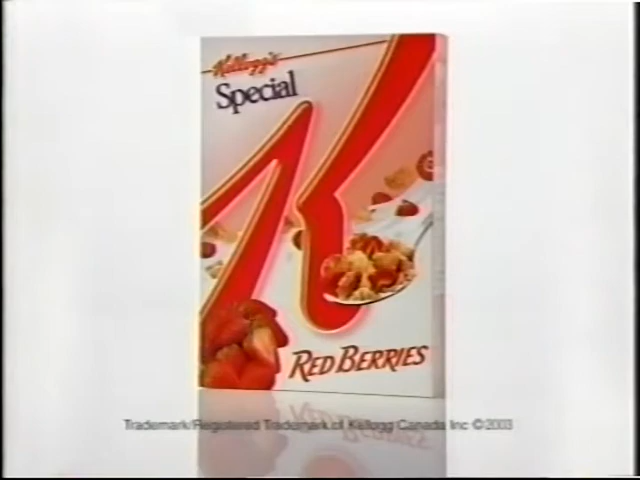 Kellogg's
Special
K
RED BERRIES
Trademark/Registered Trademark of Kellogg Canada Inc © 2003